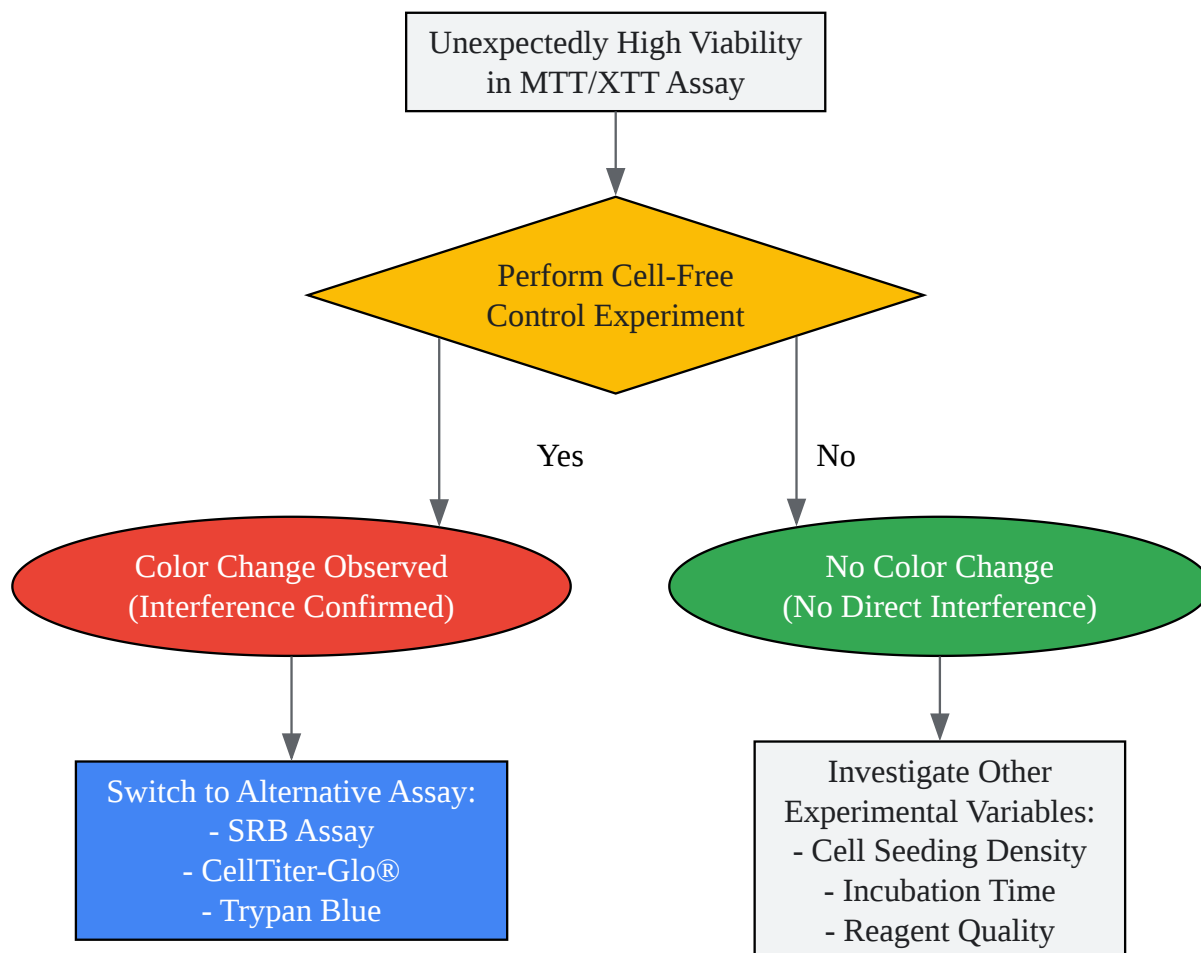 Unexpectedly High Viability
in MTT/XTT Assay
Perform Cell-Free
Control Experiment
Yes
No
Color Change Observed
(Interference Confirmed)
No Color Change
(No Direct Interference)
Switch to Alternative Assay:
- SRB Assay
- CellTiter-Glo®
- Trypan Blue
Investigate Other
Experimental Variables:
- Cell Seeding Density
- Incubation Time
- Reagent Quality